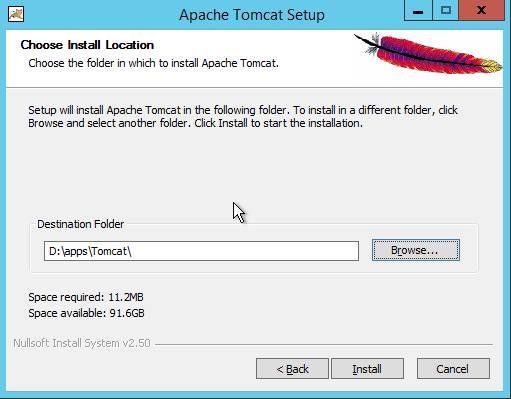 Apache Tomcat Setup
Choose Install Location
Choose the folder in which to install Apache Tomcat.
Setup will install Apache Tomcat in the following folder. To install in a different folder, click
Browse and select another folder. Click Install to start the installation.
Destination Folder
D:\apps\Tomcat\
Browse...
Space required: 11.2MB
Space available: 91.6GB
Nullsoft Install System v2.50
< Back
Install
Cancel